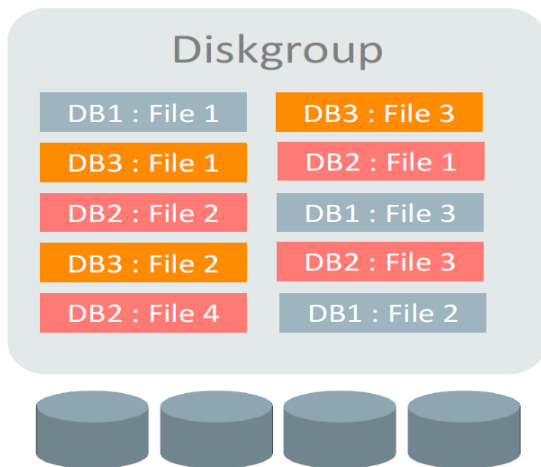 Diskgroup
DB1 : File 1
DB3 : File 3
DB3 : File 1
DB2 : File 1
DB2 : File 2
DB1 : File 3
DB3 : File 2
DB2 : File 3
DB2 : File 4
DB1 : File 2